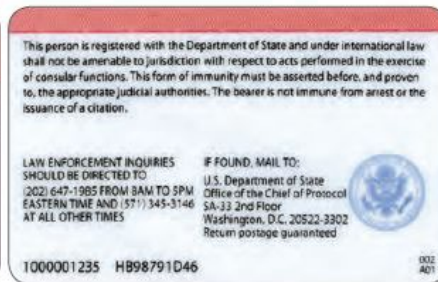 This person is registered with the Department of State and under international law
shall not be amenable to jurisdiction with respect to acts performed in the exercise
of consular functions. This form of immunity must be asserted before, and proven
to, the appropriate judicial authorities. The bearer is not immune from arrest or the
issuance of a citation.
LAW ENFORCEMENT INQUIRIES
SHOULD BE DIRECTED TO
(202) 647-1985 FROM 8AM TO 5PM
EASTERN TIME AND (571) 345-3146
AT ALL OTHER TIMES
IF FOUND, MAIL TO:
U.S. Department of State
Office of the Chief of Protocol
SA-33 2nd Floor
Washington, D.C. 20522-3302
Return postage guaranteed
1000001235 HB98791D46
002
A01